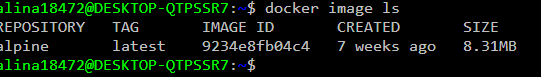 alina18472@DESKTOP-QTPSSR7:~$ docker image ls
REPOSITORY TAG IMAGE ID CREATED SIZE
alpine latest 9234e8fb04c4 7 weeks ago 8.31MB
alina18472@DESKTOP-QTPSSR7:~$